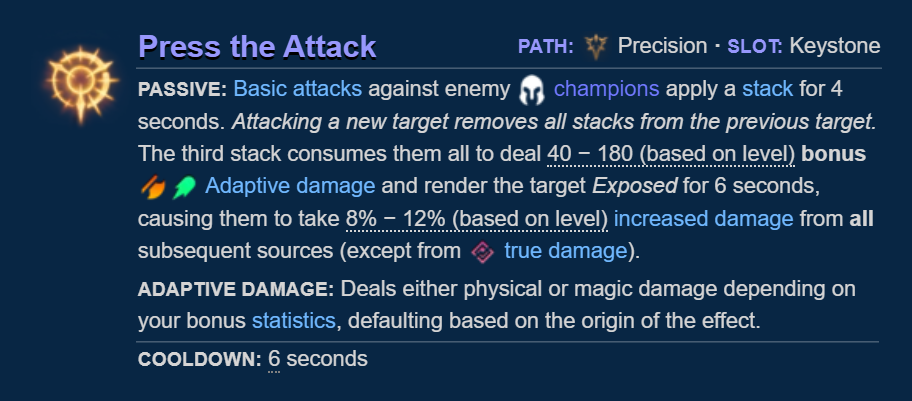 Press the Attack PATH: Precision · SLOT: Keystone
PASSIVE: Basic attacks against enemy champions apply a stack for 4
seconds. Attacking a new target removes all stacks from the previous target.
The third stack consumes them all to deal 40 − 180 (based on level) bonus
Adaptive damage and render the target Exposed for 6 seconds,
causing them to take 8% − 12% (based on level) increased damage from all
subsequent sources (except from true damage).
ADAPTIVE DAMAGE: Deals either physical or magic damage depending on
your bonus statistics, defaulting based on the origin of the effect.
COOLDOWN: 6 seconds